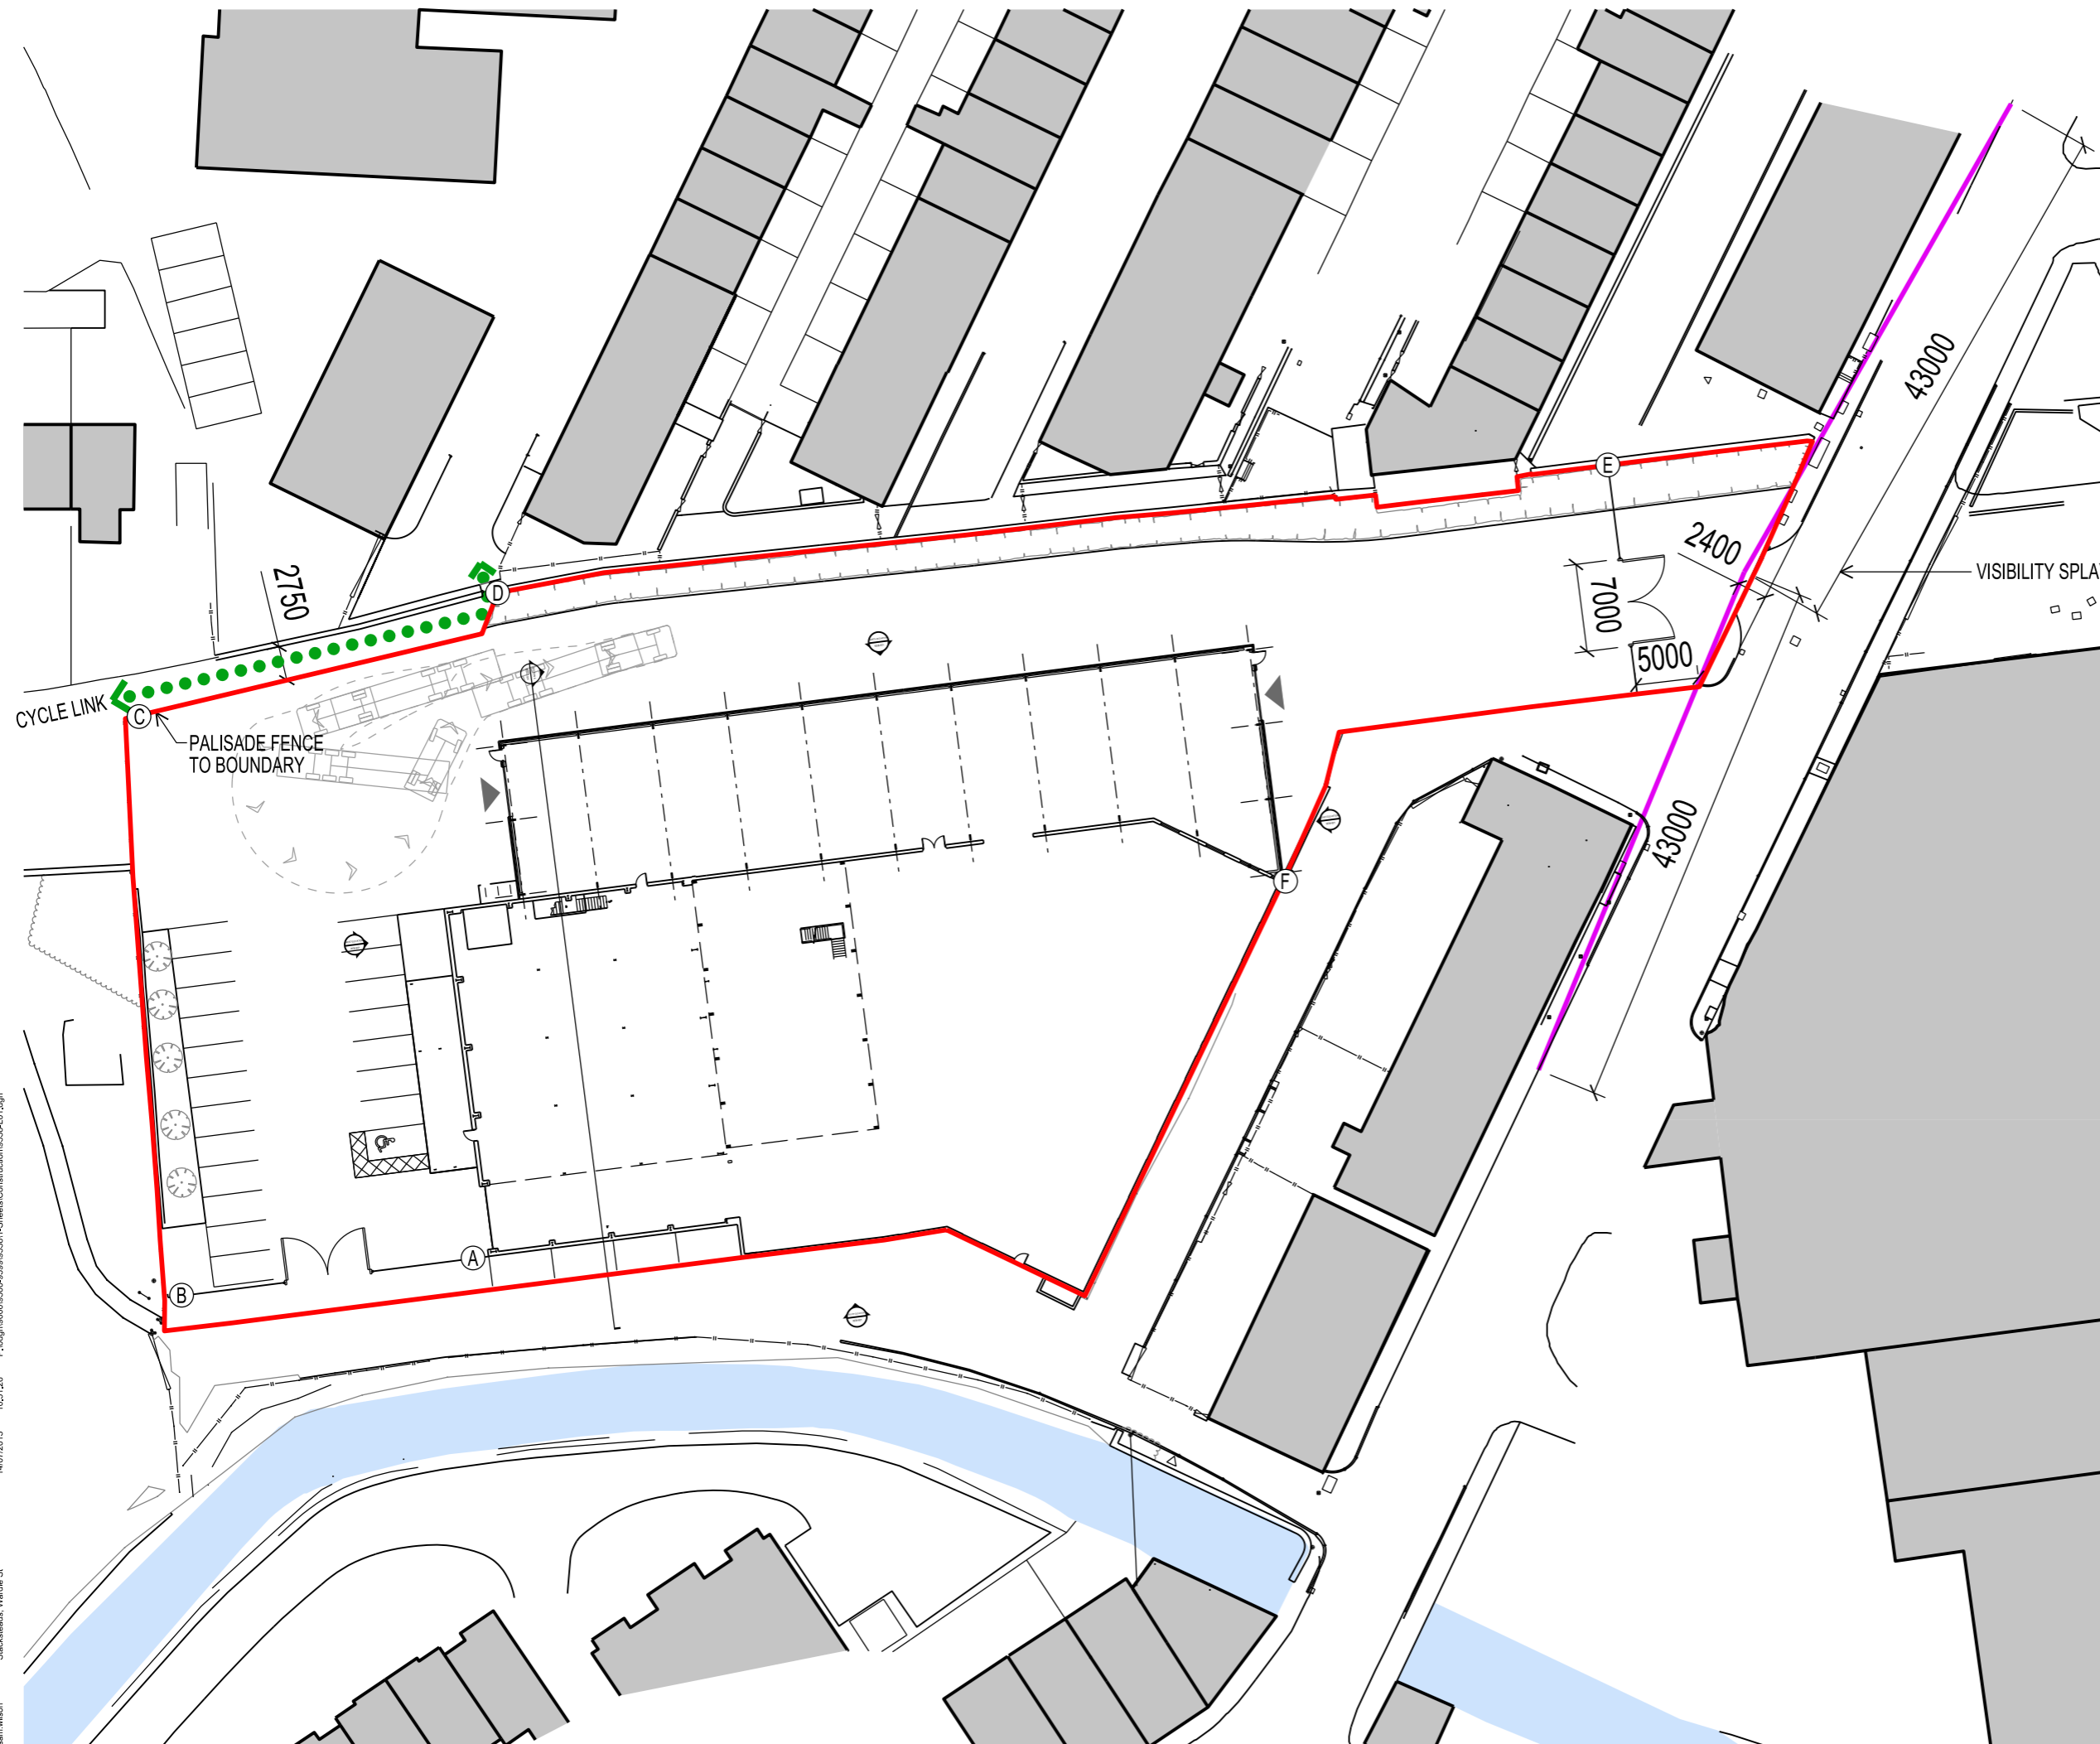 43000
E
2400
VISIBILITY SPLA
2750
D
7000
5000
CYCLE LINK
C
PALISADE FENCE
TO BOUNDARY
43000
F
A
B